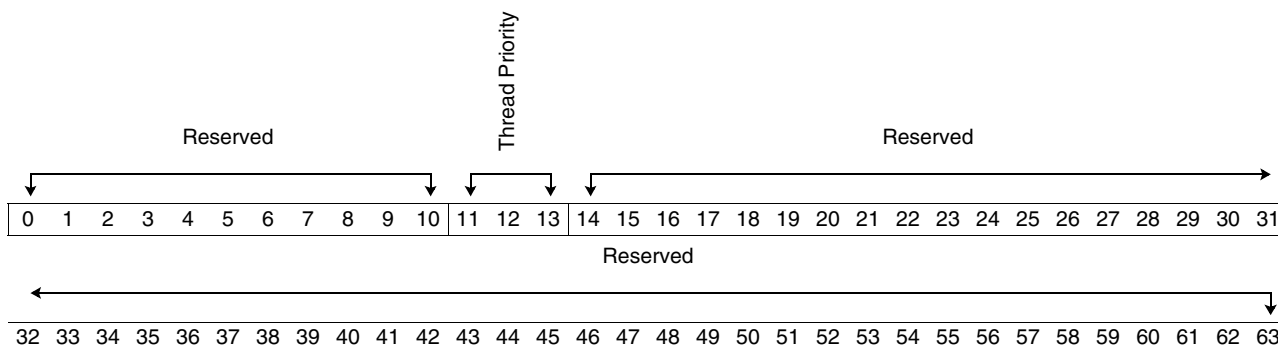 Thread Priority
Reserved Reserved
0 1 2 3 4 5 6 7 8 9 10 11 12 13 14 15 16 17 18 19 20 21 22 23 24 25 26 27 28 29 30 31
Reserved
32 33 34 35 36 37 38 39 40 41 42 43 44 45 46 47 48 49 50 51 52 53 54 55 56 57 58 59 60 61 62 63